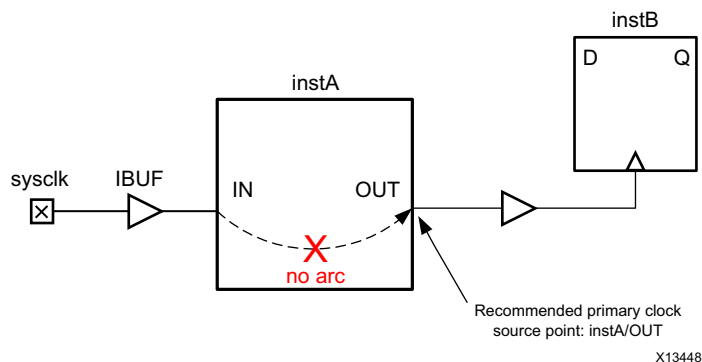 instB
D Q
instA
sysclk IBUF
IN OUT
X
no arc
Recommended primary clock
source point: instA/OUT
X13448